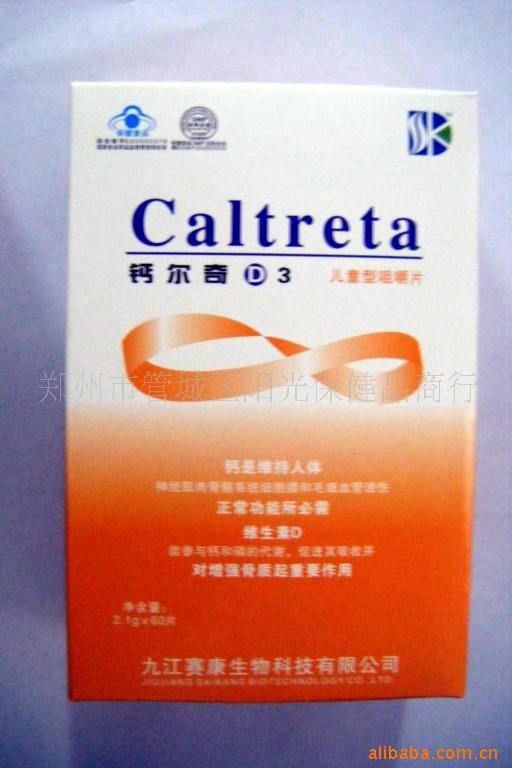 保健食品
SK
Caltreta
钙尔奇D3 儿童型咀嚼片
郑州市管城区阳光保健品商行
钙是维持人体
神经肌肉骨骼系统细胞膜和毛细血管透性
正常功能所必需
维生素D
能参与钙和磷的代谢，促进其吸收并
对增强骨质起重要作用
净含量：
2.1g×60片
九江赛康生物科技有限公司
JIUJIANG SAIKANG BIOTECHNOLOGY CO., LTD.
alibaba.com.cn